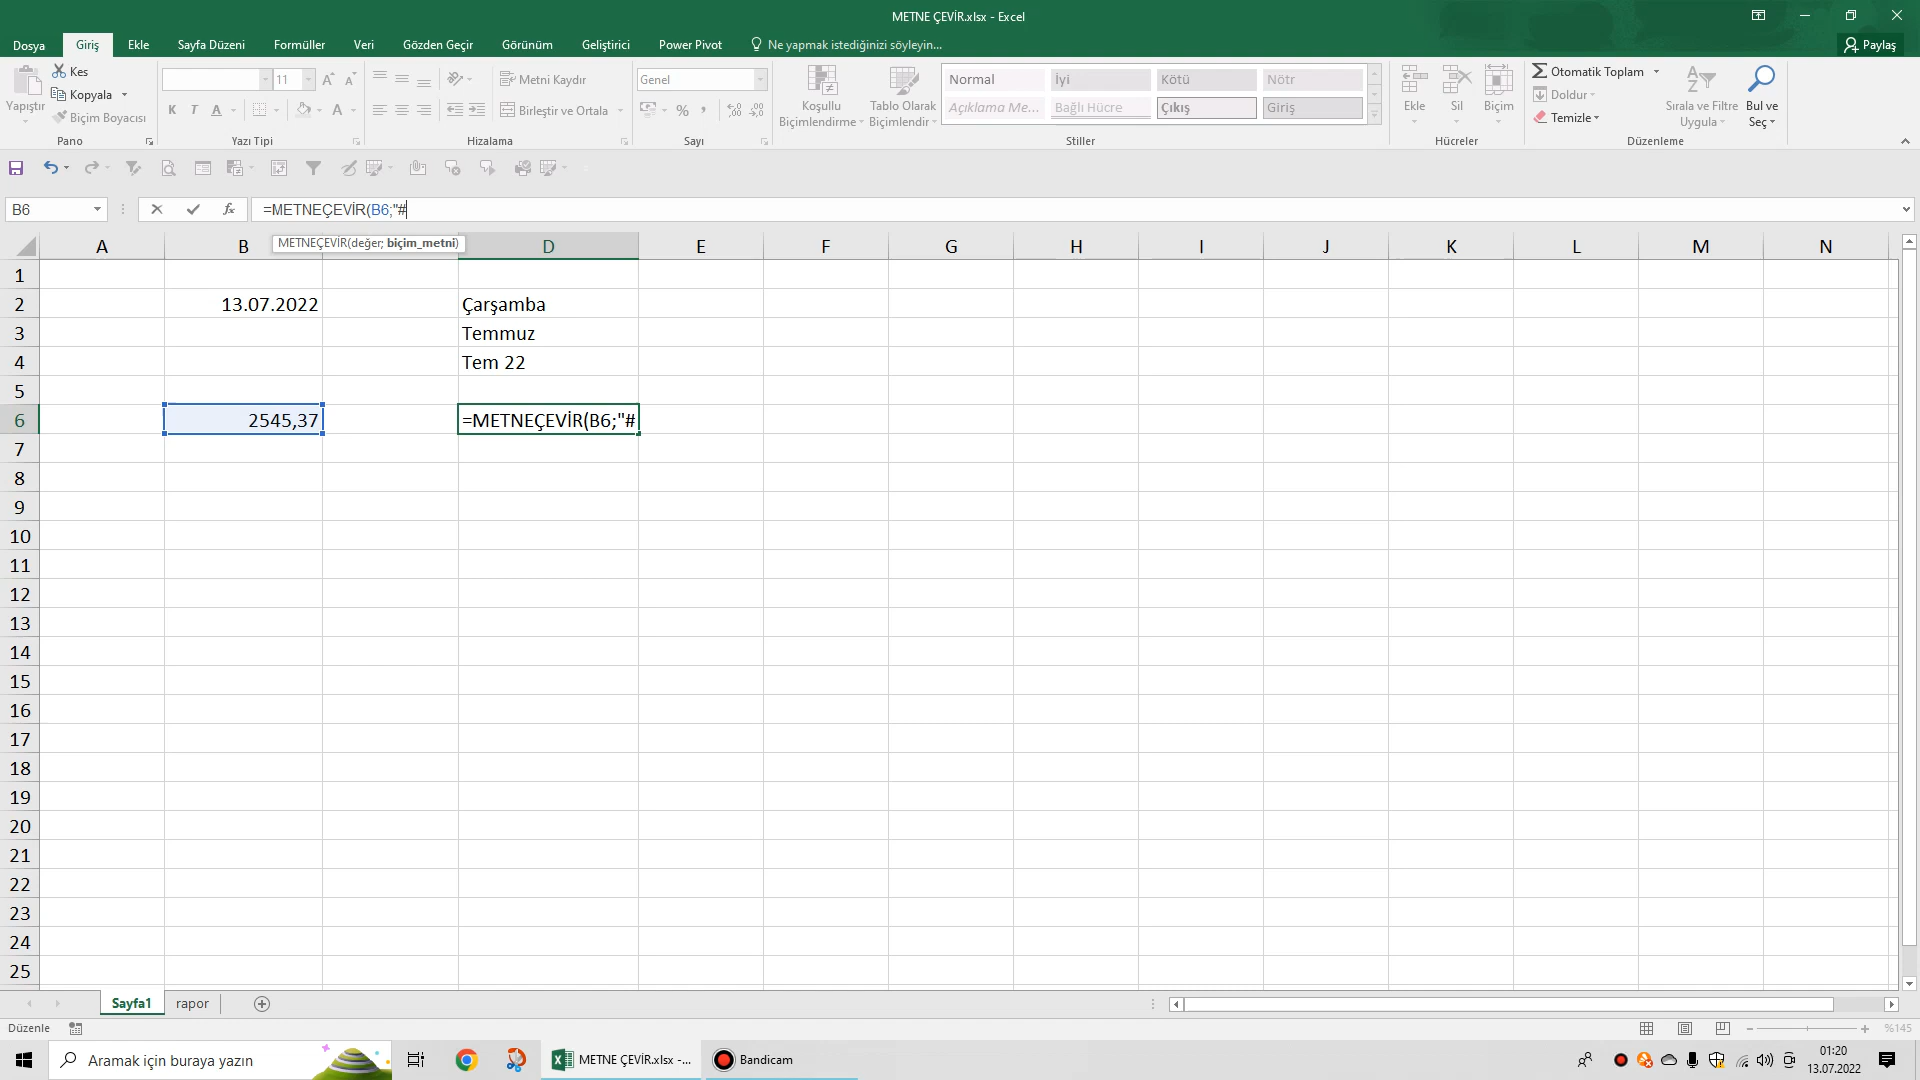 METNE ÇEVİR.xlsx - Excel
Dosya Giriş Ekle Sayfa Düzeni Formüller Veri Gözden Geçir Görünüm Geliştirici Power Pivot Ne yapmak istediğinizi söyleyin... Paylaş
Yapıştır
Kes
Kopyala
Biçim Boyacısı
Pano
11
K T A A
Yazı Tipi
Metni Kaydır
Birleştir ve Ortala
Hizalama
Genel
%
Sayı
Koşullu Biçimlendirme
Tablo Olarak Biçimlendir
Normal İyi Kötü Nötr
Açıklama Me... Bağlı Hücre Çıkış Giriş
Stiller
Ekle Sil Biçim
Hücreler
Otomatik Toplam
Doldur
Temizle
Sırala ve Filtre Uygula
Bul ve Seç
Düzenleme
B6 fx =METNEÇEVİR(B6;"#
METNEÇEVİR(değer; biçim_metni)
A B D E F G H I J K L M N
1
2 13.07.2022 Çarşamba
3 Temmuz
4 Tem 22
5
6 2545,37 =METNEÇEVİR(B6;"#
7
8
9
10
11
12
13
14
15
16
17
18
19
20
21
22
23
24
25
Sayfa1 rapor
Düzenle %145
Aramak için buraya yazın METNE ÇEVİR.xlsx -... Bandicam 01:20
13.07.2022